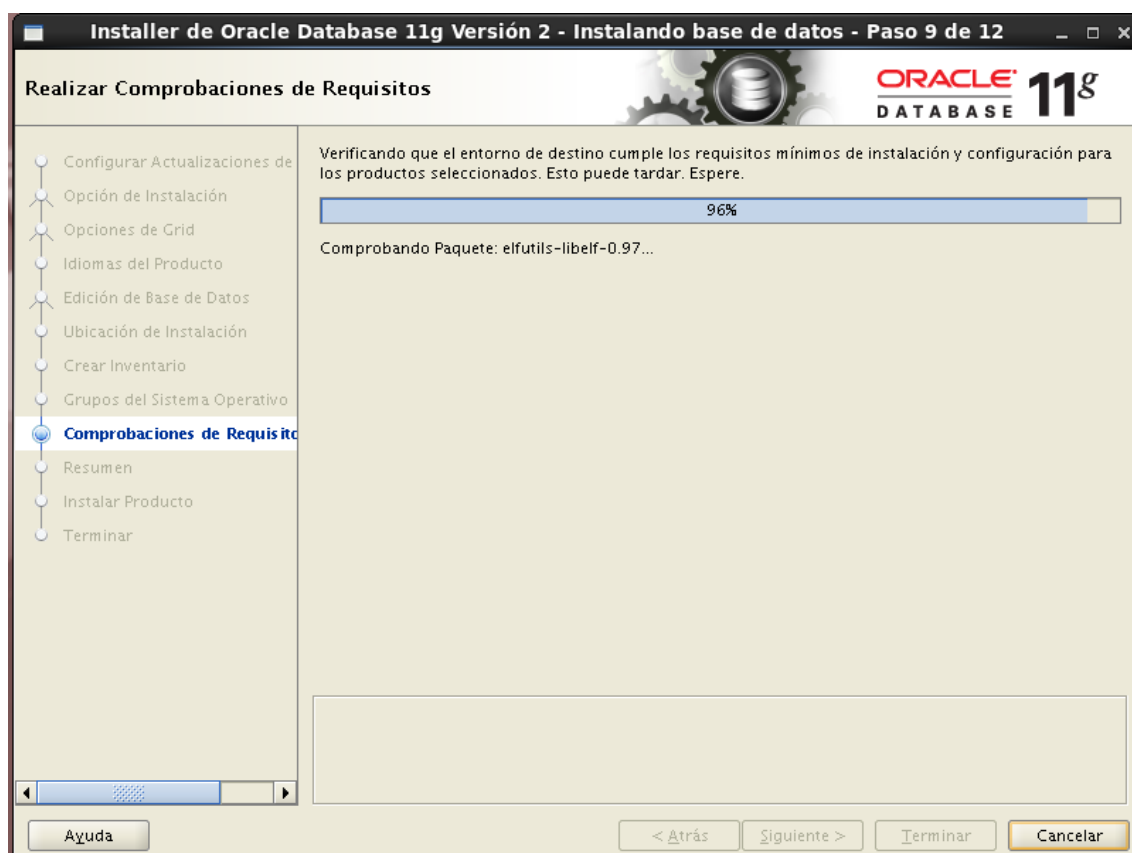 Installer de Oracle Database 11g Versión 2 - Instalando base de datos - Paso 9 de 12
Realizar Comprobaciones de Requisitos
ORACLE
DATABASE
11g
Configurar Actualizaciones de
Opción de Instalación
Opciones de Grid
Idiomas del Producto
Edición de Base de Datos
Ubicación de Instalación
Crear Inventario
Grupos del Sistema Operativo
Comprobaciones de Requisito
Resumen
Instalar Producto
Terminar
Verificando que el entorno de destino cumple los requisitos mínimos de instalación y configuración para
los productos seleccionados. Esto puede tardar. Espere.
96%
Comprobando Paquete: elfutils-libelf-0.97...
Ayuda
< Atrás
Siguiente >
Terminar
Cancelar